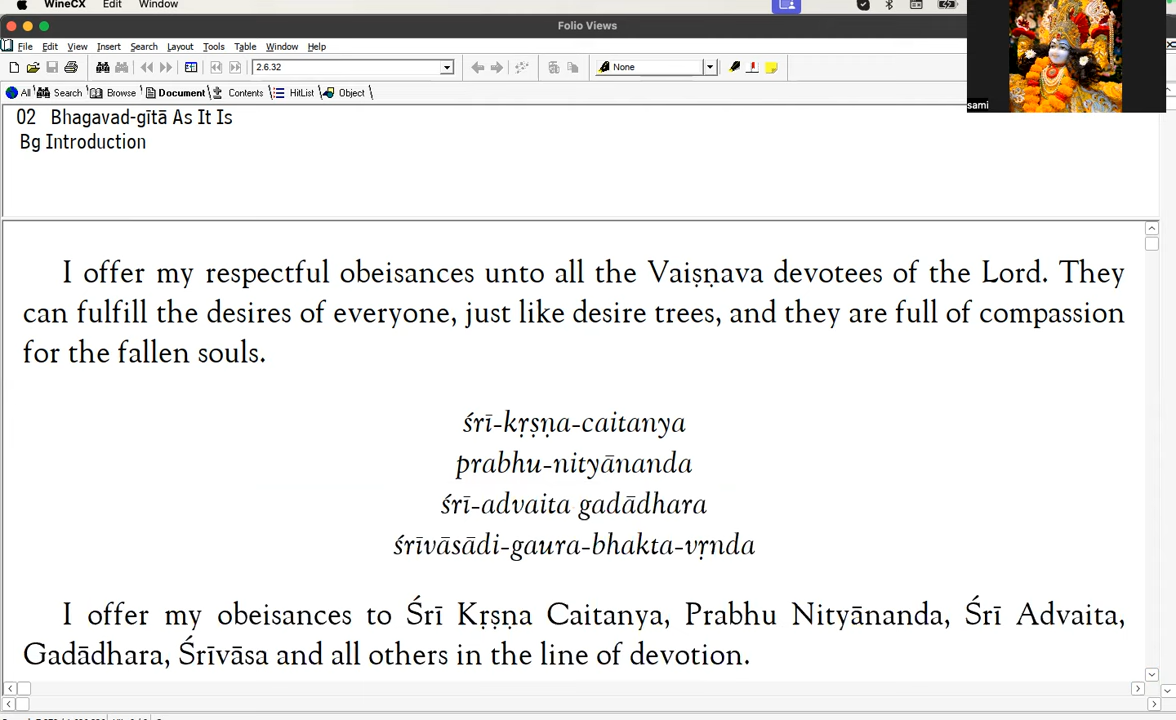 WineCX Edit Window
Folio Views
File Edit View Insert Search Layout Tools Table Window Help
2.6.32 None
All Search Browse Document Contents HitList Object
sami
02 Bhagavad-gītā As It Is
Bg Introduction
I offer my respectful obeisances unto all the Vaiṣṇava devotees of the Lord. They
can fulfill the desires of everyone, just like desire trees, and they are full of compassion
for the fallen souls.
śrī-kṛṣṇa-caitanya
prabhu-nityānanda
śrī-advaita gadādhara
śrīvāsādi-gaura-bhakta-vṛnda
I offer my obeisances to Śrī Kṛṣṇa Caitanya, Prabhu Nityānanda, Śrī Advaita,
Gadādhara, Śrīvāsa and all others in the line of devotion.